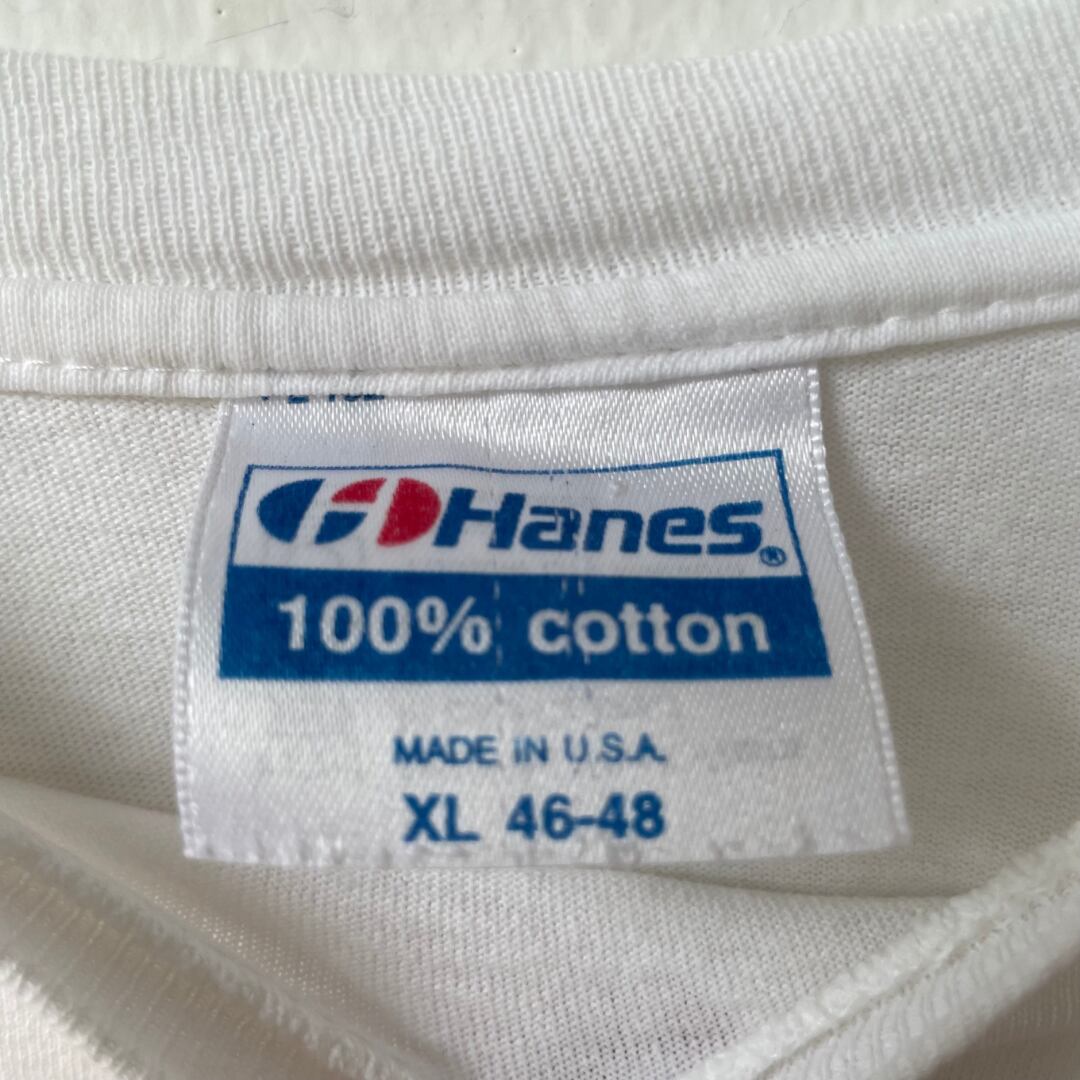 Hanes®
100% cotton
MADE IN U.S.A.
XL 46-48